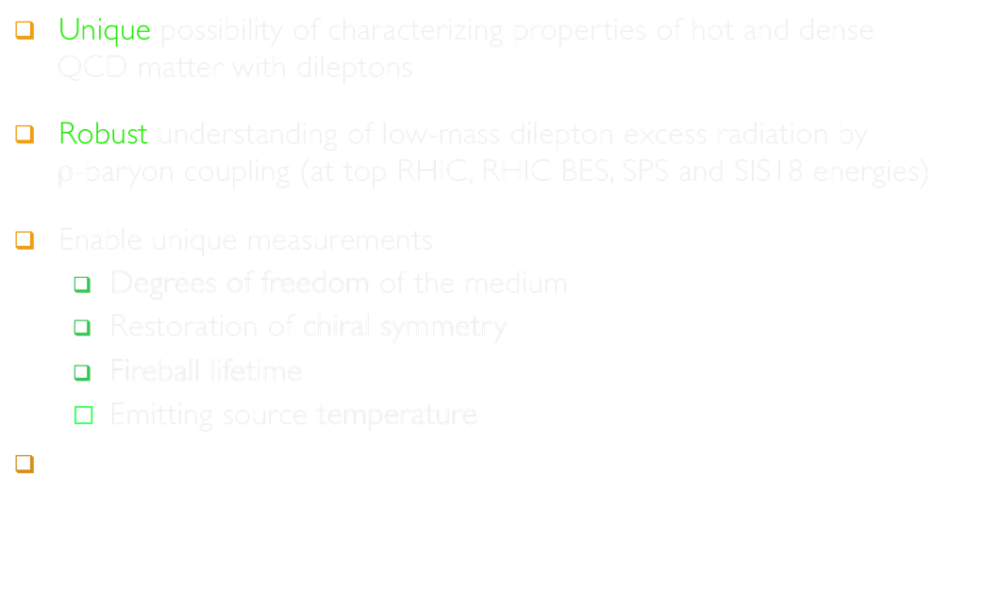 ❑ Unique possibility of characterizing properties of hot and dense
QCD matter with dileptons
❑ Robust understanding of low-mass dilepton excess radiation by
ρ-baryon coupling (at top RHIC, RHIC BES, SPS and SIS18 energies)
❑ Enable unique measurements
❑ Degrees of freedom of the medium
❑ Restoration of chiral symmetry
❑ Fireball lifetime
☐ Emitting source temperature
❑